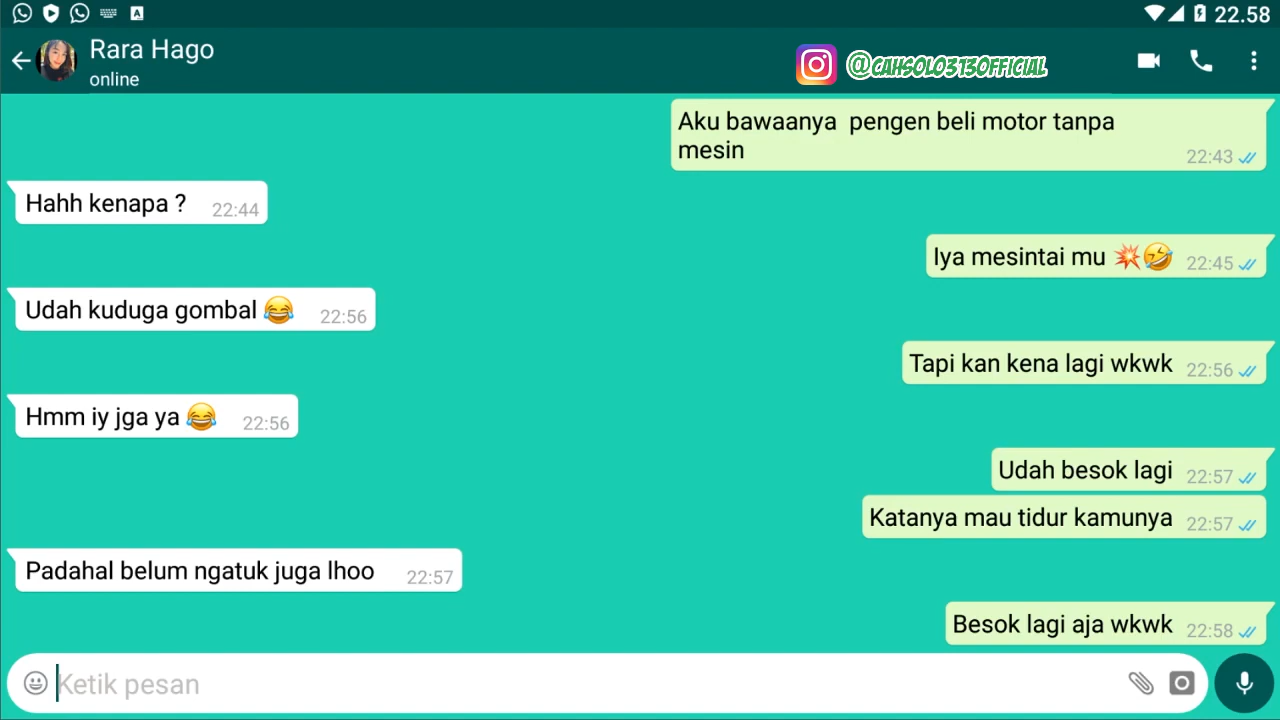 22.58
Rara Hago
online
@CAHSOLO313OFFICIAL
Aku bawaanya  pengen beli motor tanpa
mesin
22:43
Hahh kenapa ?
22:44
Iya mesintai mu 💥🤣
22:45
Udah kuduga gombal 😂
22:56
Tapi kan kena lagi wkwk
22:56
Hmm iy jga ya 😂
22:56
Udah besok lagi
22:57
Katanya mau tidur kamunya
22:57
Padahal belum ngatuk juga lhoo
22:57
Besok lagi aja wkwk
22:58
Ketik pesan